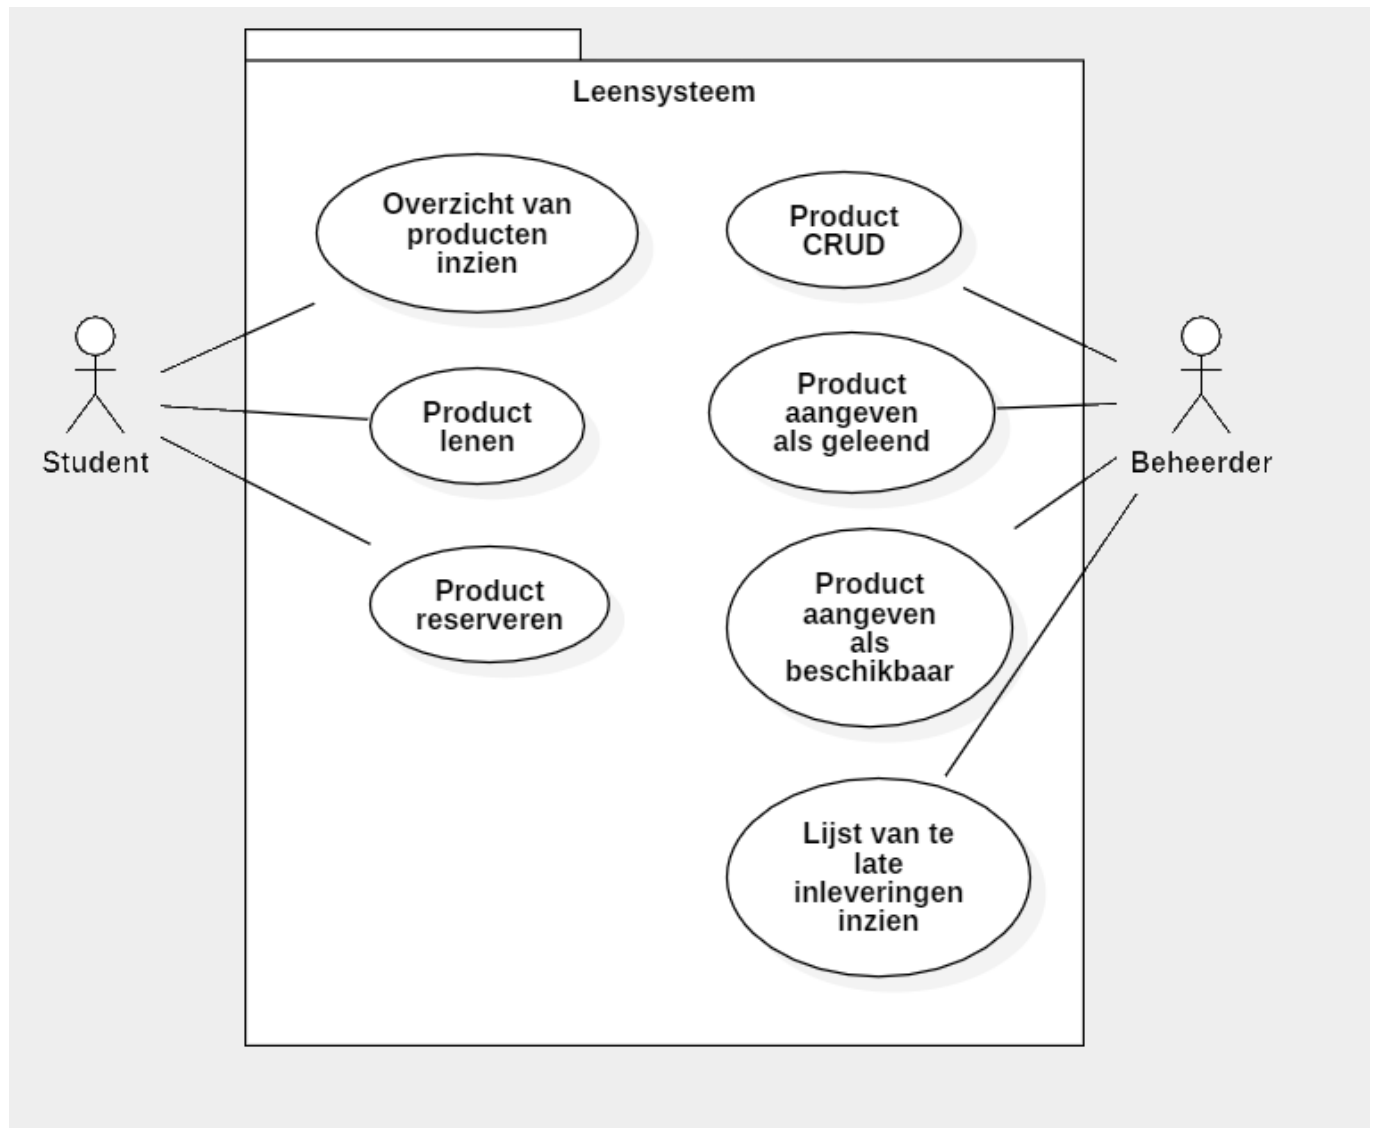 Leensysteem
Overzicht van
producten
inzien
Product
CRUD
Product
lenen
Product
aangeven
als geleend
Student
Beheerder
Product
reserveren
Product
aangeven
als
beschikbaar
Lijst van te
late
inleveringen
inzien